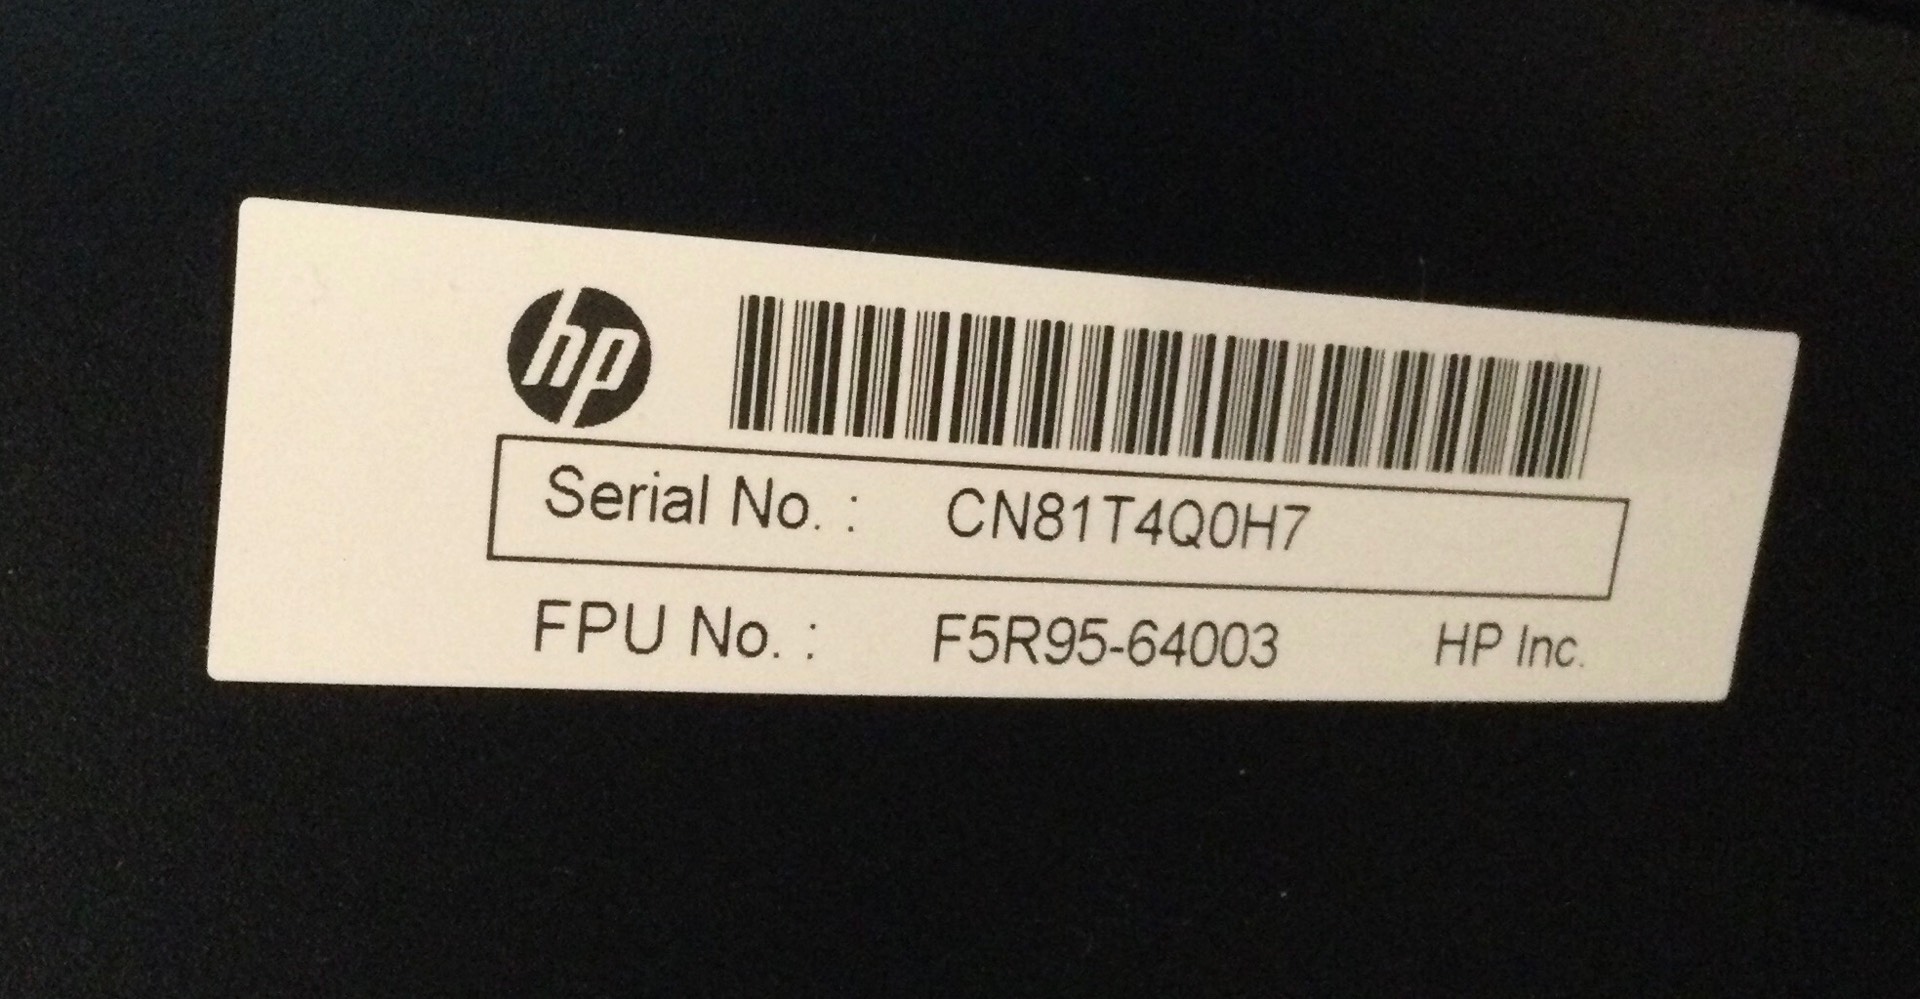 hp
Serial No. : CN81T4Q0H7
FPU No. : F5R95-64003 HP Inc.